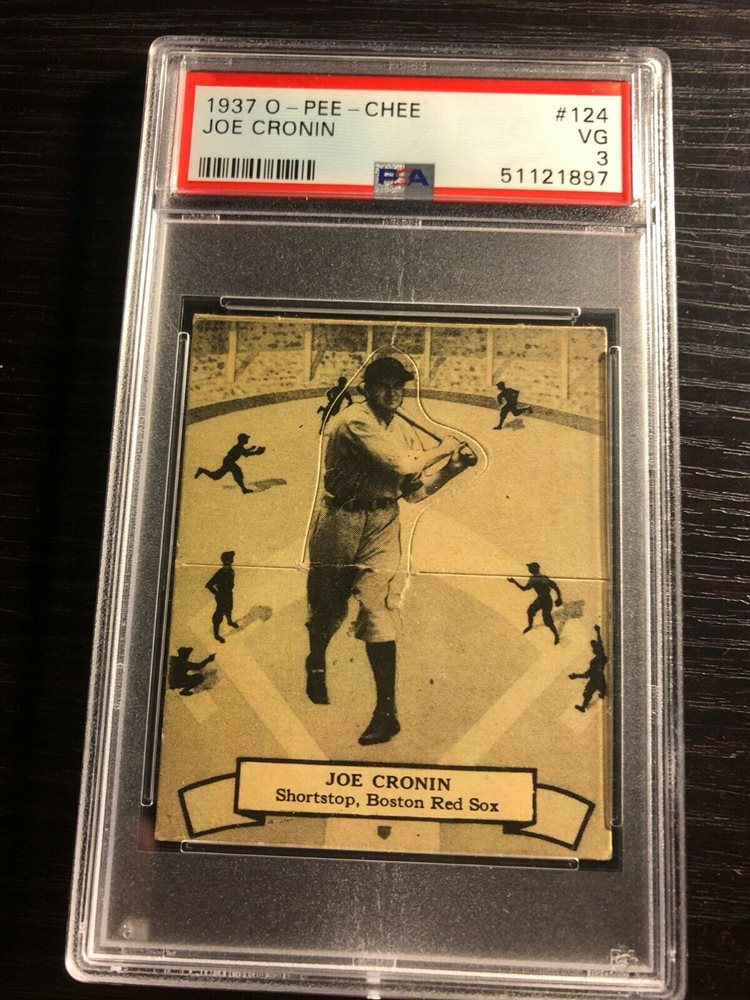 1937 O-PEE-CHEE
#124
JOE CRONIN
VG
3
PSA
51121897
JOE CRONIN
Shortstop, Boston Red Sox